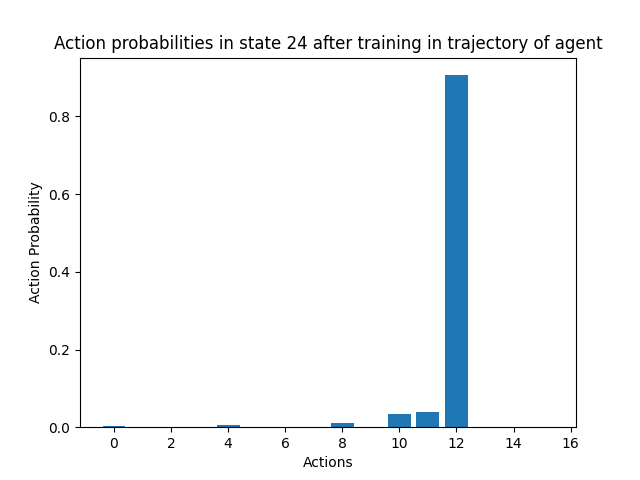 Action probabilities in state 24 after training in trajectory of agent
Action Probability
0.8
0.6
0.4
0.2
0.0
0 2 4 6 8 10 12 14 16
Actions